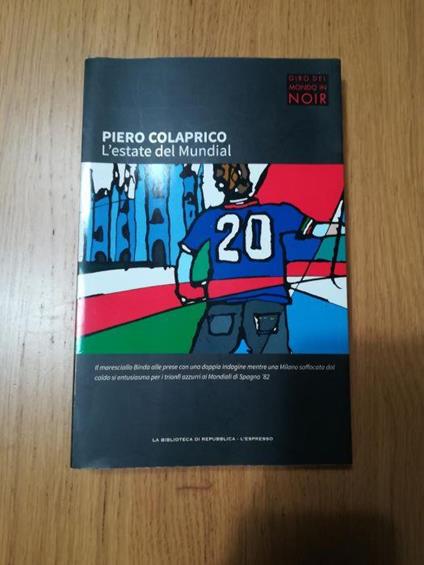 GIRO DEL
MONDO IN
NOIR
PIERO COLAPRICO
L'estate del Mundial
20
Il maresciallo Binda alle prese con una doppia indagine mentre una Milano soffocata dal
caldo si entusiasma per i trionfi azzurri ai Mondiali di Spagna '82
LA BIBLIOTECA DI REPUBBLICA - L'ESPRESSO